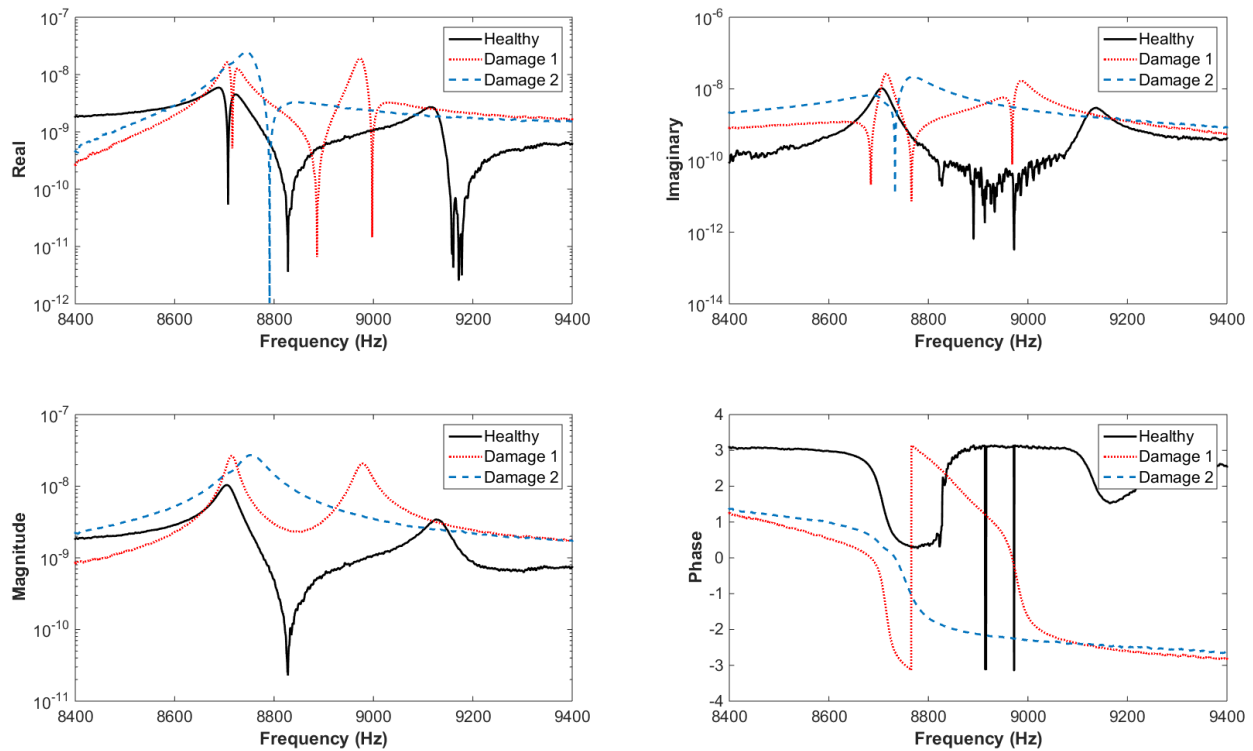 10^-7
10^-8
10^-9
10^-10
10^-11
10^-12
Real
8400 8600 8800 9000 9200 9400
Frequency (Hz)
Healthy
Damage 1
Damage 2
10^-6
10^-8
10^-10
10^-12
10^-14
Imaginary
8400 8600 8800 9000 9200 9400
Frequency (Hz)
Healthy
Damage 1
Damage 2
10^-7
10^-8
10^-9
10^-10
10^-11
Magnitude
8400 8600 8800 9000 9200 9400
Frequency (Hz)
Healthy
Damage 1
Damage 2
4
3
2
1
0
-1
-2
-3
-4
Phase
8400 8600 8800 9000 9200 9400
Frequency (Hz)
Healthy
Damage 1
Damage 2